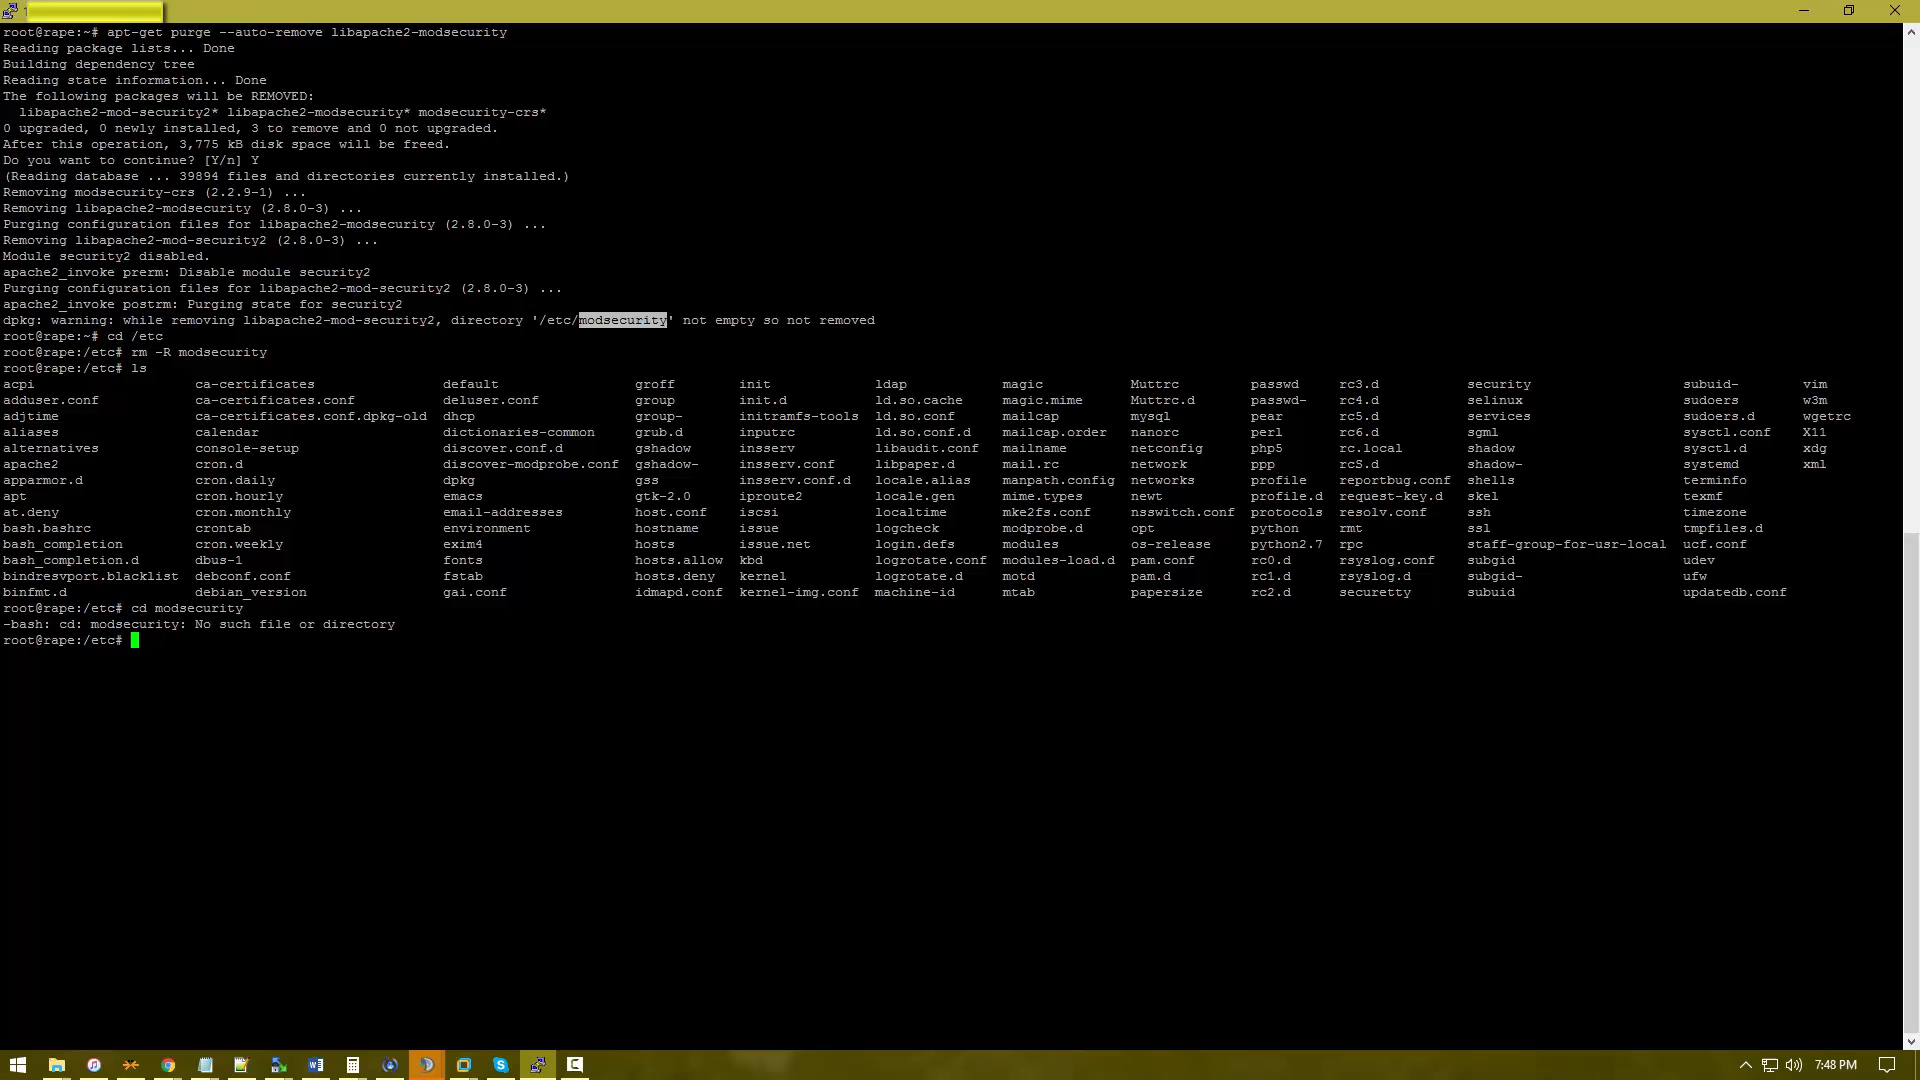 root@rape:~# apt-get purge --auto-remove libapache2-modsecurity
Reading package lists... Done
Building dependency tree
Reading state information... Done
The following packages will be REMOVED:
  libapache2-mod-security2* libapache2-modsecurity* modsecurity-crs*
0 upgraded, 0 newly installed, 3 to remove and 0 not upgraded.
After this operation, 3,775 kB disk space will be freed.
Do you want to continue? [Y/n] Y
(Reading database ... 39894 files and directories currently installed.)
Removing modsecurity-crs (2.2.9-1) ...
Removing libapache2-modsecurity (2.8.0-3) ...
Purging configuration files for libapache2-modsecurity (2.8.0-3) ...
Removing libapache2-mod-security2 (2.8.0-3) ...
Module security2 disabled.
apache2_invoke prerm: Disable module security2
Purging configuration files for libapache2-mod-security2 (2.8.0-3) ...
apache2_invoke postrm: Purging state for security2
dpkg: warning: while removing libapache2-mod-security2, directory '/etc/modsecurity' not empty so not removed
root@rape:~# cd /etc
root@rape:/etc# rm -R modsecurity
root@rape:/etc# ls
acpi ca-certificates default groff init ldap magic Muttrc passwd rc3.d security subuid- vim
adduser.conf ca-certificates.conf deluser.conf group init.d ld.so.cache magic.mime Muttrc.d passwd- rc4.d selinux sudoers w3m
adjtime ca-certificates.conf.dpkg-old dhcp group- initramfs-tools ld.so.conf mailcap mysql pear rc5.d services sudoers.d wgetrc
aliases calendar dictionaries-common grub.d inputrc ld.so.conf.d mailcap.order nanorc perl rc6.d sgml sysctl.conf X11
alternatives console-setup discover.conf.d gshadow insserv libaudit.conf mailname netconfig php5 rc.local shadow sysctl.d xdg
apache2 cron.d discover-modprobe.conf gshadow- insserv.conf libpaper.d mail.rc network ppp rcS.d shadow- systemd xml
apparmor.d cron.daily dpkg gss insserv.conf.d locale.alias manpath.config networks profile reportbug.conf shells terminfo
apt cron.hourly emacs gtk-2.0 iproute2 locale.gen mime.types newt profile.d request-key.d skel texmf
at.deny cron.monthly email-addresses host.conf iscsi localtime mke2fs.conf nsswitch.conf protocols resolv.conf ssh timezone
bash.bashrc crontab environment hostname issue logcheck modprobe.d opt python rmt ssl tmpfiles.d
bash_completion cron.weekly exim4 hosts issue.net login.defs modules os-release python2.7 rpc staff-group-for-usr-local ucf.conf
bash_completion.d dbus-1 fonts hosts.allow kbd logrotate.conf modules-load.d pam.conf rc0.d rsyslog.conf subgid udev
bindresvport.blacklist debconf.conf fstab hosts.deny kernel logrotate.d motd pam.d rc1.d rsyslog.d subgid- ufw
binfmt.d debian_version gai.conf idmapd.conf kernel-img.conf machine-id mtab papersize rc2.d securetty subuid updatedb.conf
root@rape:/etc# cd modsecurity
-bash: cd: modsecurity: No such file or directory
root@rape:/etc#
7:48 PM